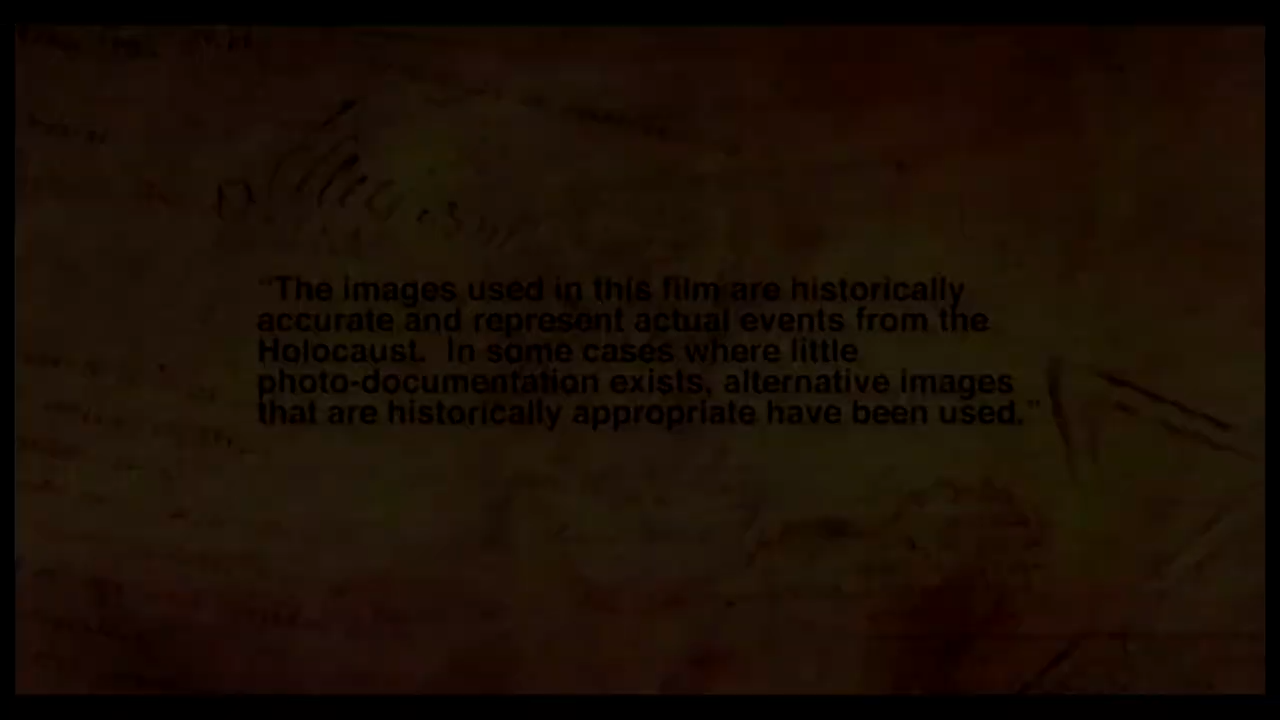 "The images used in this film are historically
accurate and represent actual events from the
Holocaust.  In some cases where little
photo-documentation exists, alternative images
that are historically appropriate have been used."